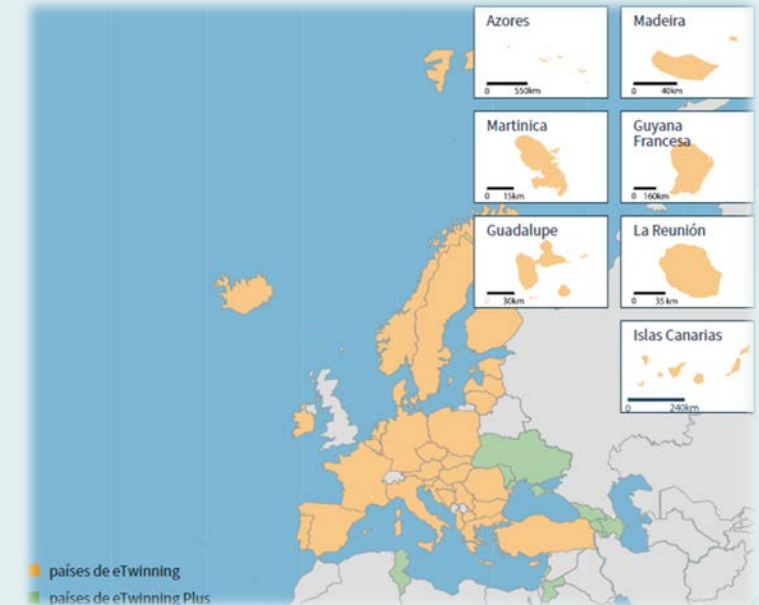 Azores
0 550km
Madeira
0 40km
Martinica
0 15km
Guyana
Francesa
0 160km
Guadalupe
0 30km
La Reunión
0 35 km
Islas Canarias
0 240km
países de eTwinning
países de eTwinning Plus